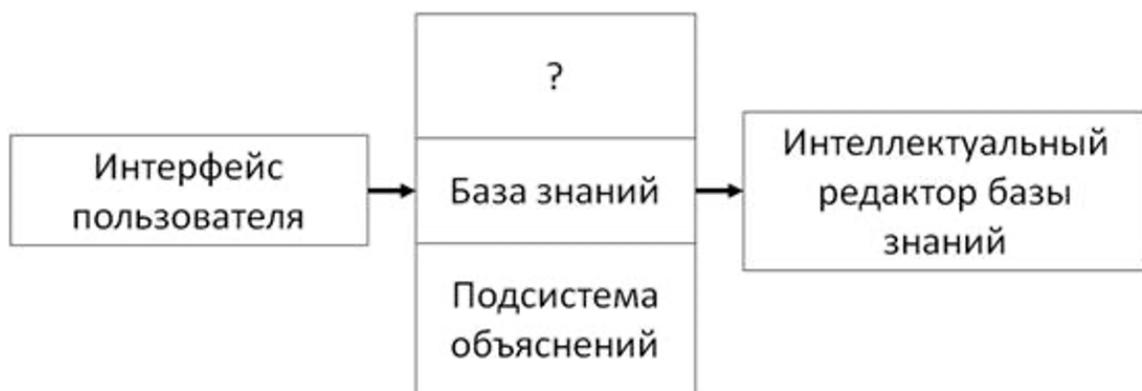 ?
Интерфейс
пользователя
База знаний
Подсистема
объяснений
Интеллектуальный
редактор базы
знаний